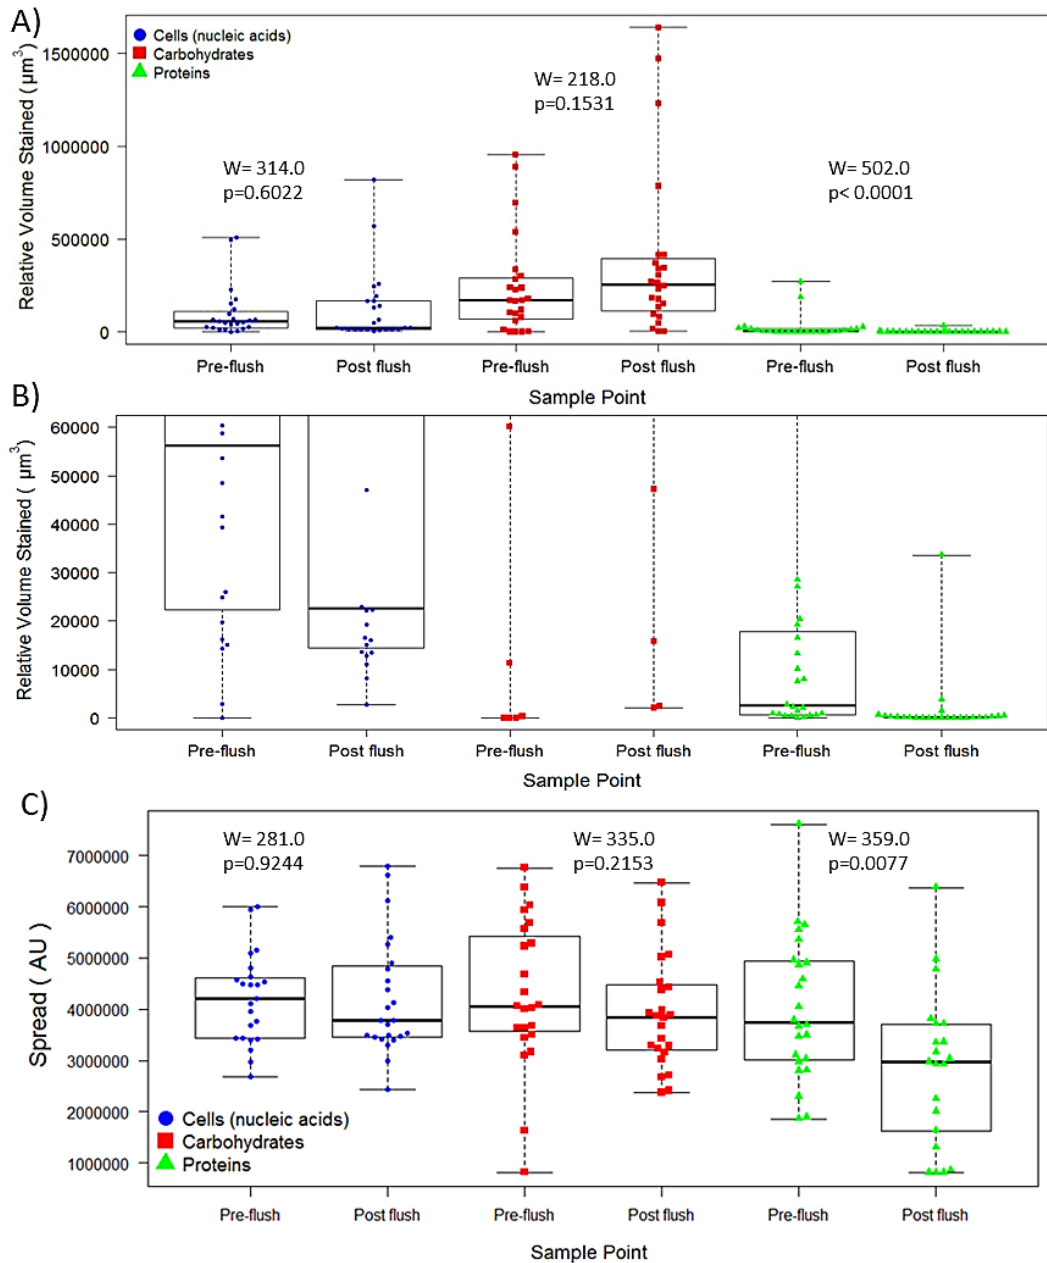 A)
Relative Volume Stained ( µm³)
1500000
1000000
500000
0
Cells (nucleic acids)
Carbohydrates
Proteins
W= 314.0
p=0.6022
W= 218.0
p=0.1531
W= 502.0
p< 0.0001
Pre-flush
Post flush
Pre-flush
Post flush
Pre-flush
Post flush
Sample Point
B)
Relative Volume Stained ( µm³)
60000
50000
40000
30000
20000
10000
0
Pre-flush
Post flush
Pre-flush
Post flush
Pre-flush
Post flush
Sample Point
C)
Spread ( AU )
7000000
6000000
5000000
4000000
3000000
2000000
1000000
W= 281.0
p=0.9244
W= 335.0
p=0.2153
W= 359.0
p=0.0077
Cells (nucleic acids)
Carbohydrates
Proteins
Pre-flush
Post flush
Pre-flush
Post flush
Pre-flush
Post flush
Sample Point